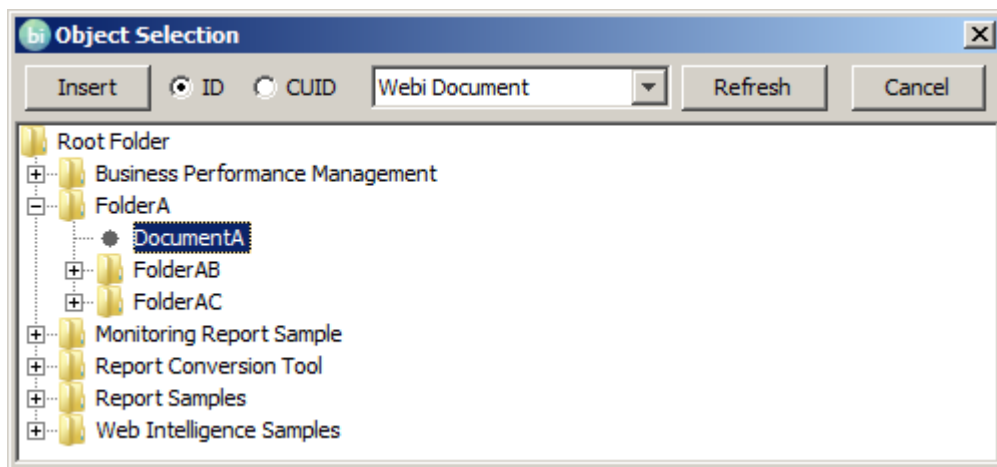 bi Object Selection
Insert ID CUID Webi Document Refresh Cancel
Root Folder
Business Performance Management
FolderA
DocumentA
FolderAB
FolderAC
Monitoring Report Sample
Report Conversion Tool
Report Samples
Web Intelligence Samples